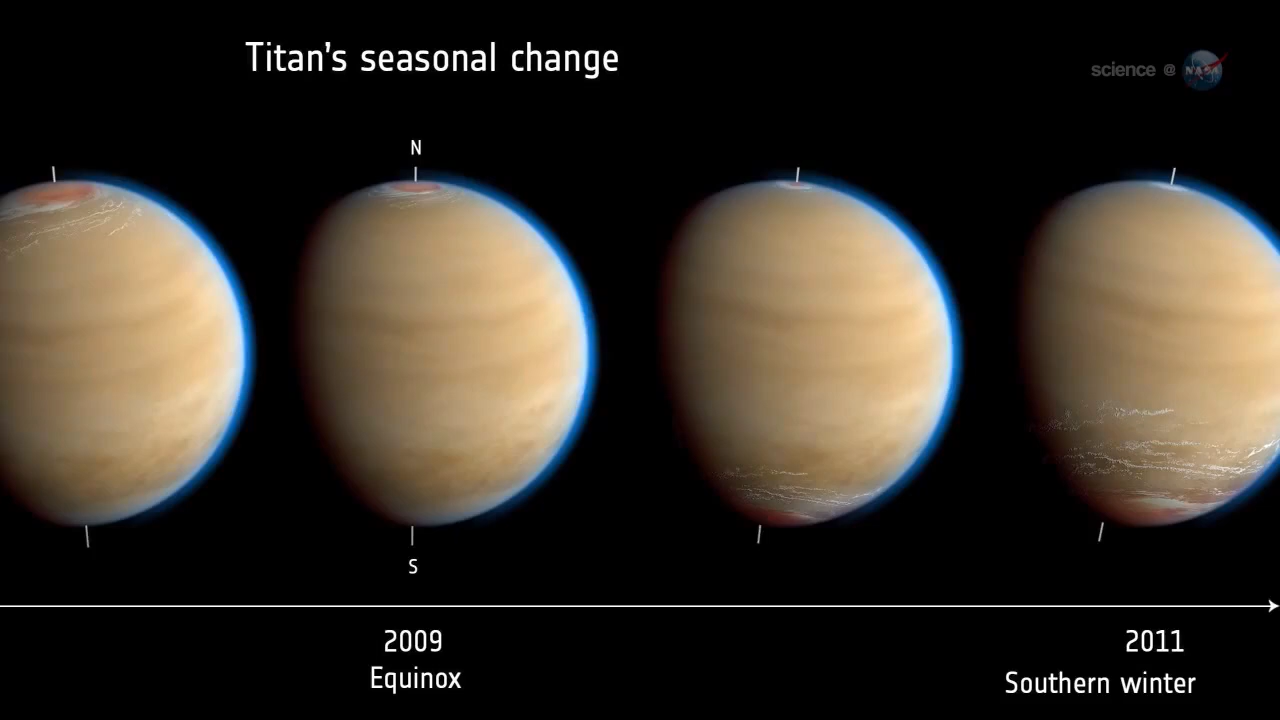 Titan's seasonal change
science @ NASA
N
S
2009
Equinox
2011
Southern winter